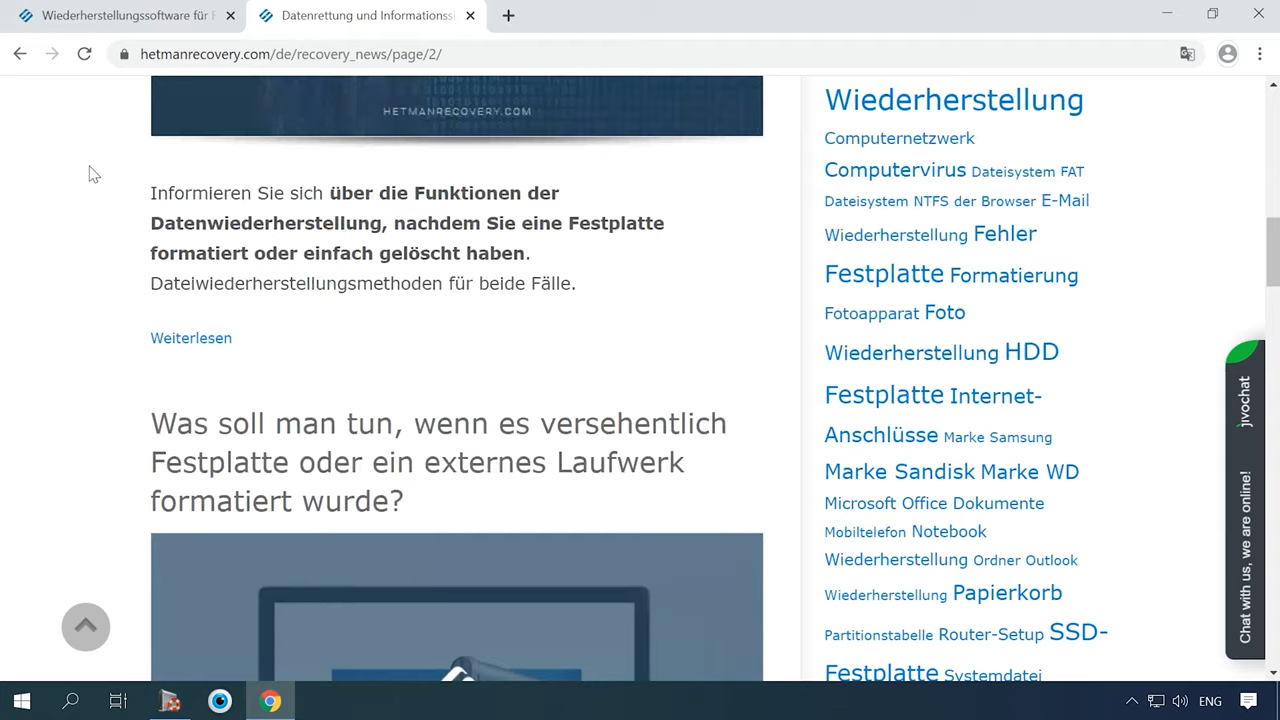 Wiederherstellungssoftware für F
Datenrettung und Informationssi
hetmanrecovery.com/de/recovery_news/page/2/
HETMANRECOVERY.COM
Informieren Sie sich über die Funktionen der
Datenwiederherstellung, nachdem Sie eine Festplatte
formatiert oder einfach gelöscht haben.
Dateiwiederherstellungsmethoden für beide Fälle.
Weiterlesen
Was soll man tun, wenn es versehentlich
Festplatte oder ein externes Laufwerk
formatiert wurde?
Wiederherstellung
Computernetzwerk
Computervirus Dateisystem FAT
Dateisystem NTFS der Browser E-Mail
Wiederherstellung Fehler
Festplatte Formatierung
Fotoapparat Foto
Wiederherstellung HDD
Festplatte Internet-
Anschlüsse Marke Samsung
Marke Sandisk Marke WD
Microsoft Office Dokumente
Mobiltelefon Notebook
Wiederherstellung Ordner Outlook
Wiederherstellung Papierkorb
Partitionstabelle Router-Setup SSD-
Festplatte Systemdatei
jivochat
Chat with us, we are online!
ENG